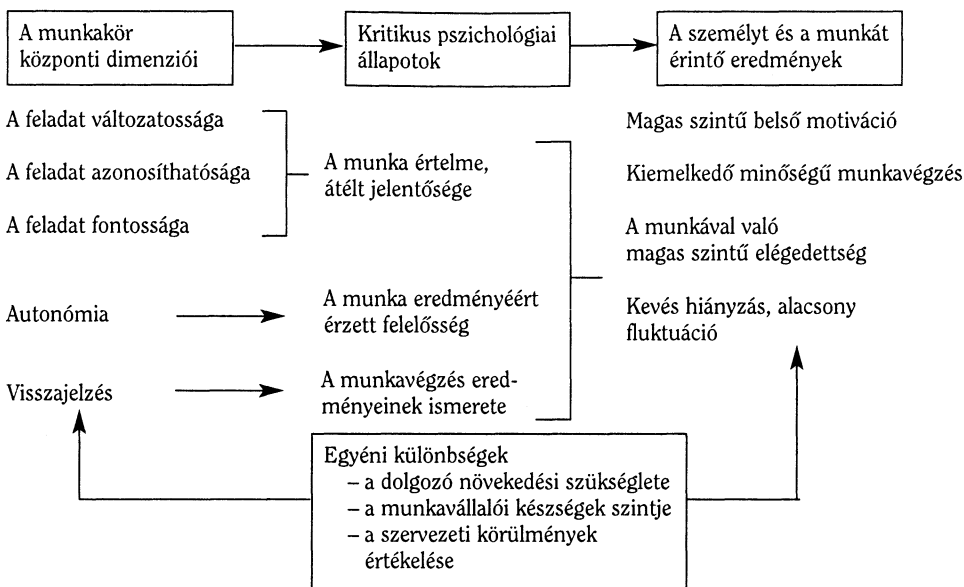 A munkakör
központi dimenziói
Kritikus pszichológiai
állapotok
A személyt és a munkát
érintő eredmények
A feladat változatossága
A feladat azonosíthatósága
A feladat fontossága
Autonómia
Visszajelzés
A munka értelme,
átélt jelentősége
A munka eredményéért
érzett felelősség
A munkavégzés ered-
ményeinek ismerete
Magas szintű belső motiváció
Kiemelkedő minőségű munkavégzés
A munkával való
magas szintű elégedettség
Kevés hiányzás, alacsony
fluktuáció
Egyéni különbségek
– a dolgozó növekedési szükséglete
– a munkavállalói készségek szintje
– a szervezeti körülmények
értékelése